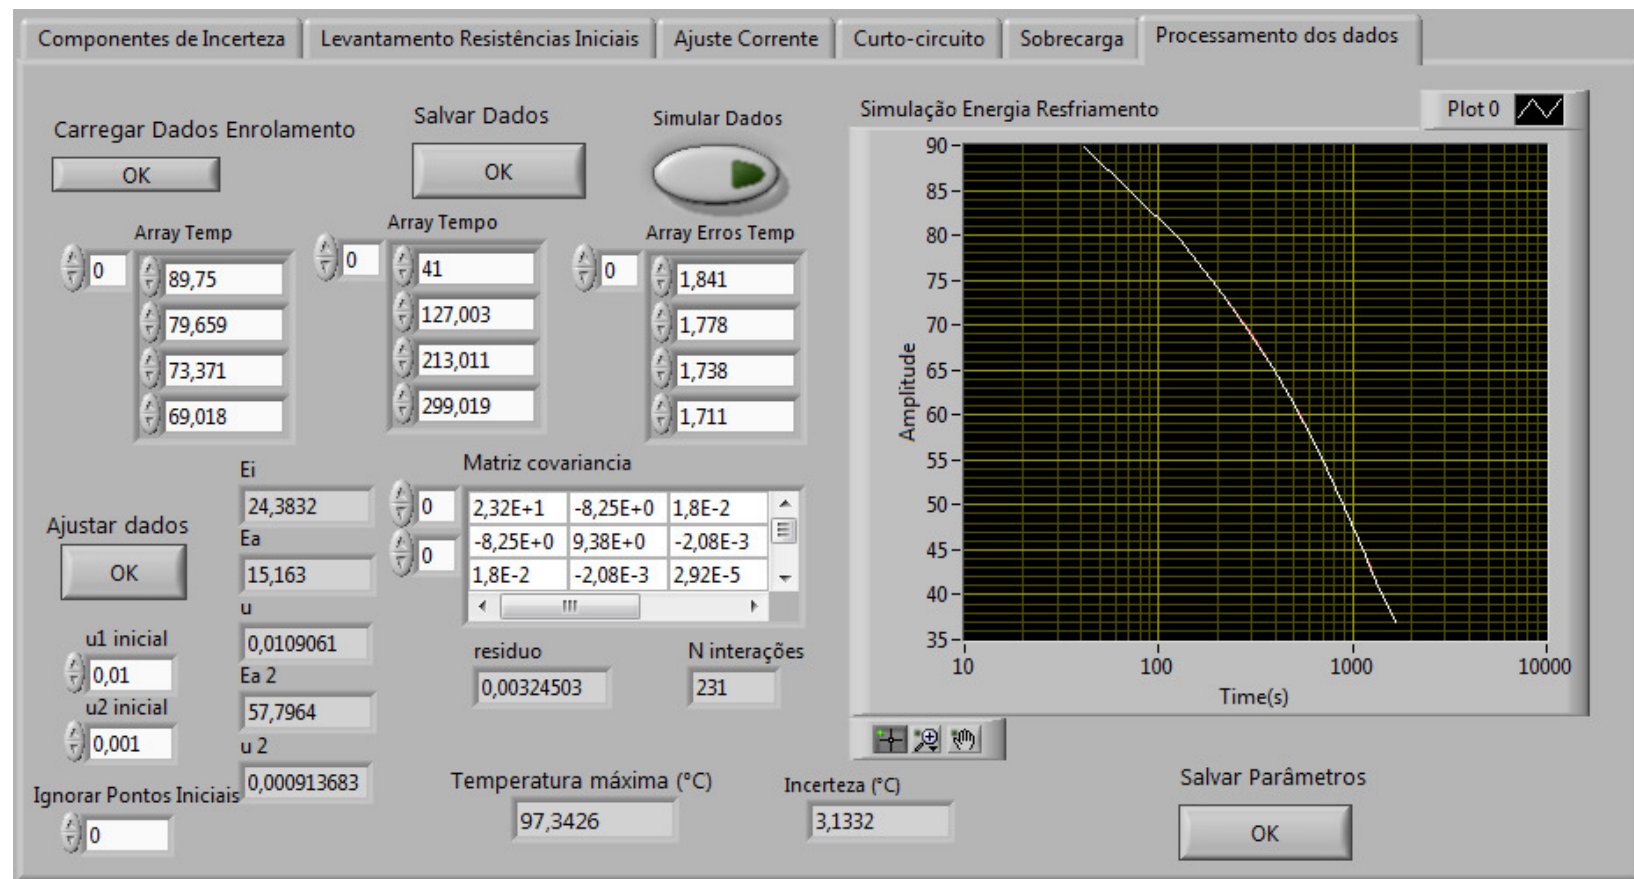 Componentes de Incerteza
Levantamento Resistências Iniciais
Ajuste Corrente
Curto-circuito
Sobrecarga
Processamento dos dados
Carregar Dados Enrolamento
OK
Salvar Dados
OK
Simular Dados
Array Temp
0
89,75
79,659
73,371
69,018
Array Tempo
0
41
127,003
213,011
299,019
Array Erros Temp
0
1,841
1,778
1,738
1,711
Ajustar dados
OK
u1 inicial
0,01
u2 inicial
0,001
Ignorar Pontos Iniciais
0
Ei
24,3832
Ea
15,163
u
0,0109061
Ea 2
57,7964
u 2
0,000913683
Matriz covariancia
0
0
2,32E+1 -8,25E+0 1,8E-2
-8,25E+0 9,38E+0 -2,08E-3
1,8E-2 -2,08E-3 2,92E-5
residuo
0,00324503
N interações
231
Temperatura máxima (°C)
97,3426
Incerteza (°C)
3,1332
Simulação Energia Resfriamento
Plot 0
Amplitude
90
85
80
75
70
65
60
55
50
45
40
35
10 100 1000 10000
Time(s)
Salvar Parâmetros
OK